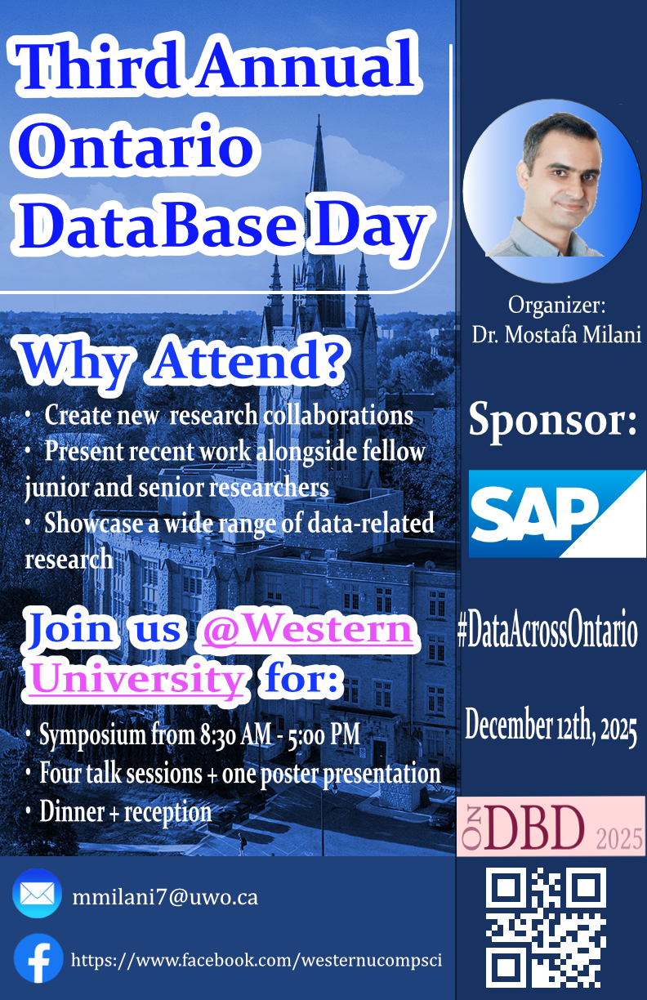 Third Annual
Ontario
DataBase Day
Organizer:
Dr. Mostafa Milani
Why Attend?
• Create new research collaborations
• Present recent work alongside fellow
junior and senior researchers
• Showcase a wide range of data-related
research
Sponsor:
SAP
Join us @Western
University for:
• Symposium from 8:30 AM - 5:00 PM
• Four talk sessions + one poster presentation
• Dinner + reception
#DataAcrossOntario
December 12th, 2025
ON DBD 2025
mmilani7@uwo.ca
https://www.facebook.com/westernucompsci